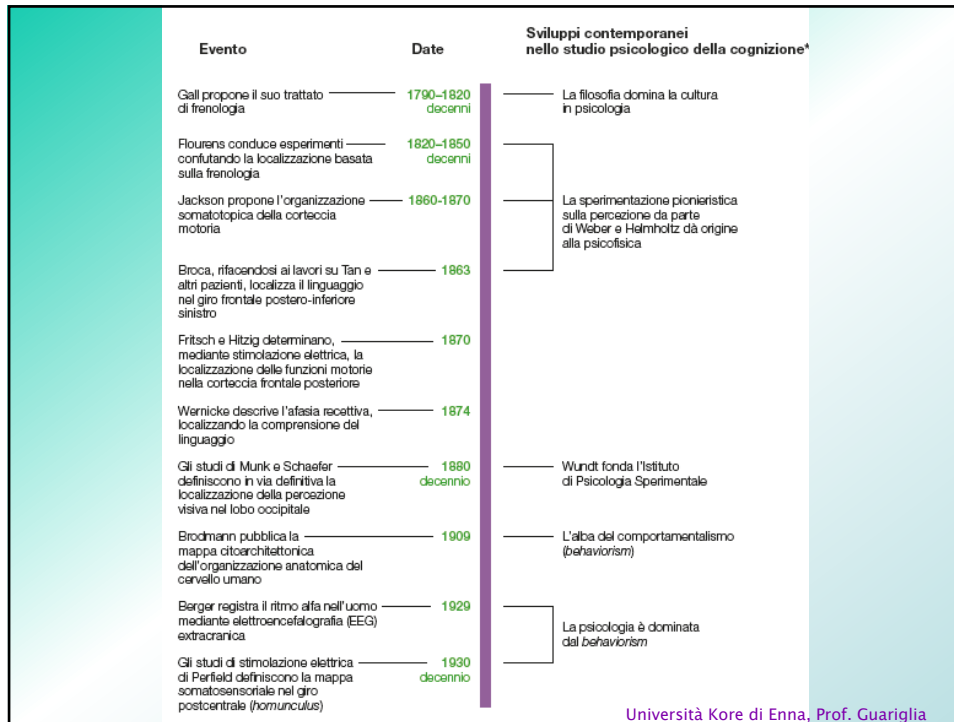 Evento
Date
Sviluppi contemporanei
nello studio psicologico della cognizione*
Gall propone il suo trattato
di frenologia
1790–1820
decenni
La filosofia domina la cultura
in psicologia
Flourens conduce esperimenti
confutando la localizzazione basata
sulla frenologia
1820–1850
decenni
Jackson propone l'organizzazione
somatotopica della corteccia
motoria
1860-1870
La sperimentazione pionieristica
sulla percezione da parte
di Weber e Helmholtz dà origine
alla psicofisica
Broca, rifacendosi ai lavori su Tan e
altri pazienti, localizza il linguaggio
nel giro frontale postero-inferiore
sinistro
1863
Fritsch e Hitzig determinano,
mediante stimolazione elettrica, la
localizzazione delle funzioni motorie
nella corteccia frontale posteriore
1870
Wernicke descrive l'afasia recettiva,
localizzando la comprensione del
linguaggio
1874
Gli studi di Munk e Schaefer
definiscono in via definitiva la
localizzazione della percezione
visiva nel lobo occipitale
1880
decennio
Wundt fonda l'Istituto
di Psicologia Sperimentale
Brodmann pubblica la
mappa citoarchitettonica
dell'organizzazione anatomica del
cervello umano
1909
L'alba del comportamentalismo
(behaviorism)
Berger registra il ritmo alfa nell'uomo
mediante elettroencefalografia (EEG)
extracranica
1929
La psicologia è dominata
dal behaviorism
Gli studi di stimolazione elettrica
di Perfield definiscono la mappa
somatosensoriale nel giro
postcentrale (homunculus)
1930
decennio
Università Kore di Enna, Prof. Guariglia